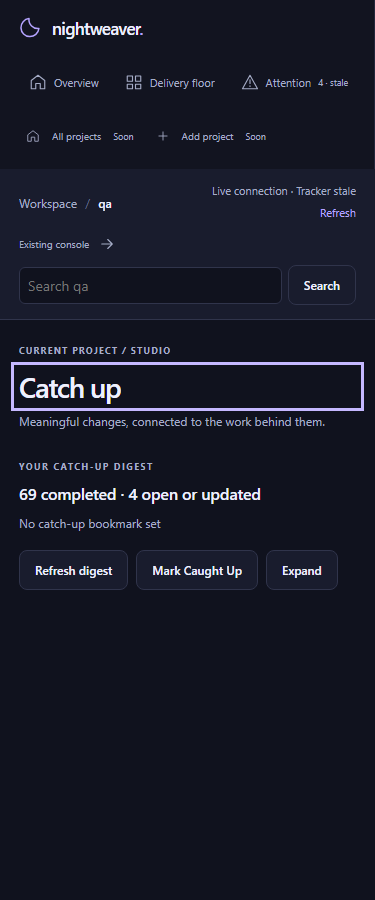 nightweaver.
Overview
Delivery floor
Attention 4 · stale
All projects Soon
Add project Soon
Workspace / qa
Live connection · Tracker stale
Refresh
Existing console
Search qa
Search
CURRENT PROJECT / STUDIO
Catch up
Meaningful changes, connected to the work behind them.
YOUR CATCH-UP DIGEST
69 completed · 4 open or updated
No catch-up bookmark set
Refresh digest
Mark Caught Up
Expand